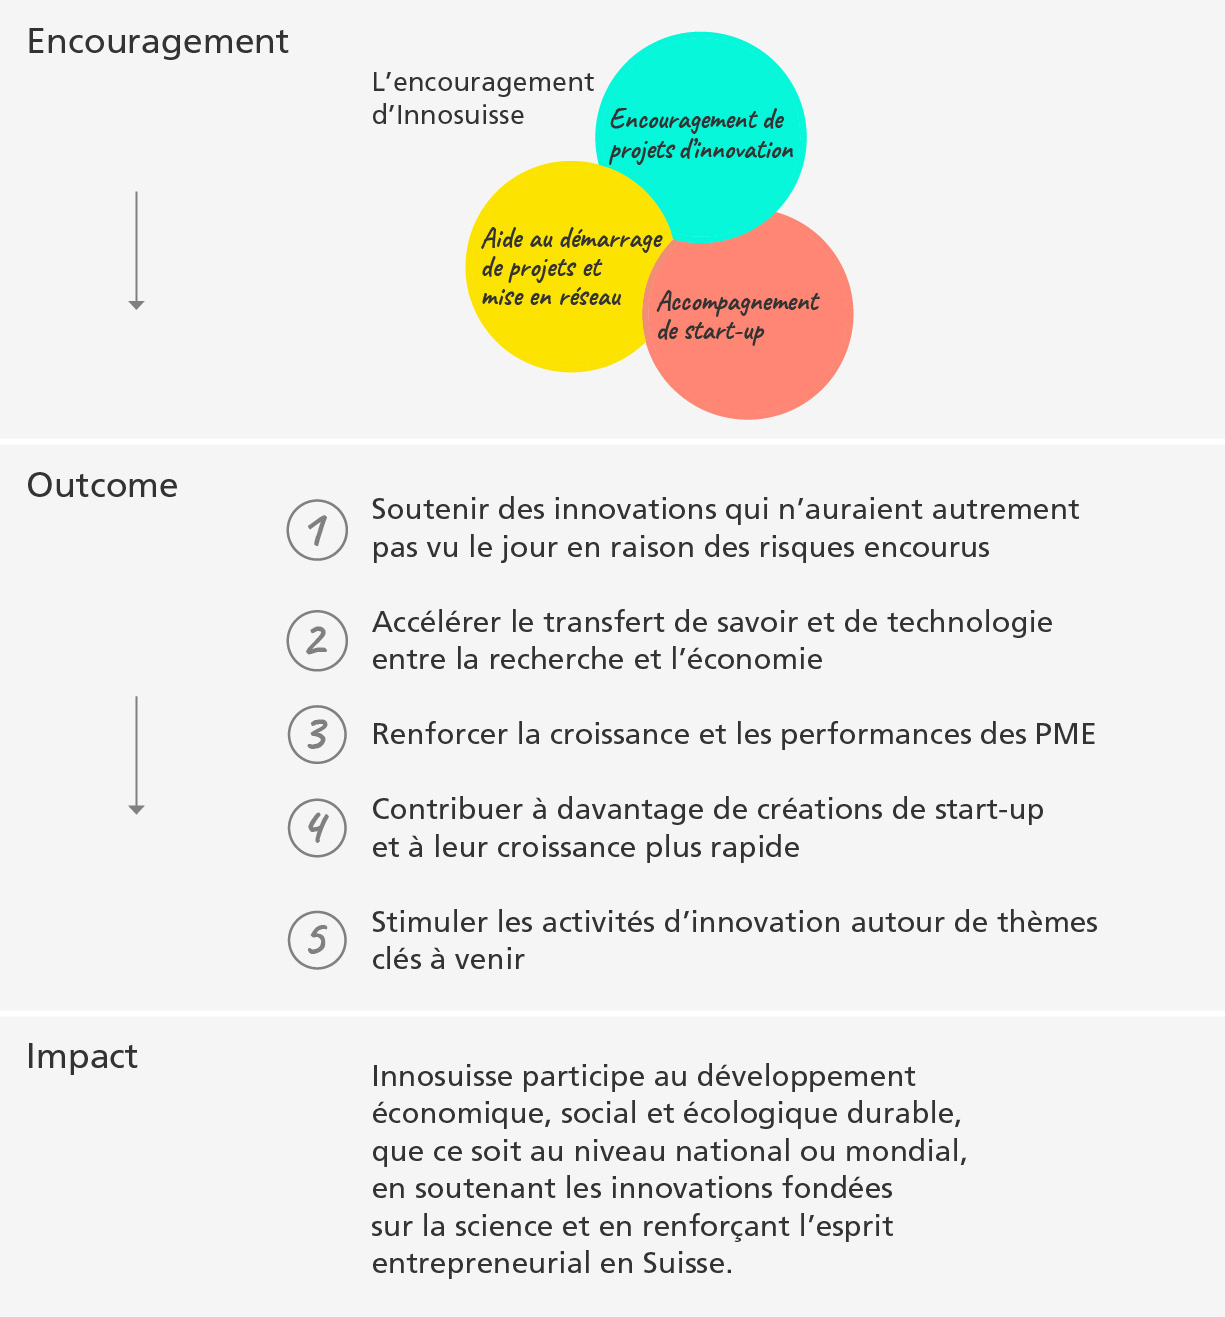 Encouragement
L’encouragement
d’Innosuisse
Encouragement de
projets d’innovation
Aide au démarrage
de projets et
mise en réseau
Accompagnement
de start-up
Outcome
1
Soutenir des innovations qui n’auraient autrement
pas vu le jour en raison des risques encourus
2
Accélérer le transfert de savoir et de technologie
entre la recherche et l’économie
3
Renforcer la croissance et les performances des PME
4
Contribuer à davantage de créations de start-up
et à leur croissance plus rapide
5
Stimuler les activités d’innovation autour de thèmes
clés à venir
Impact
Innosuisse participe au développement
économique, social et écologique durable,
que ce soit au niveau national ou mondial,
en soutenant les innovations fondées
sur la science et en renforçant l’esprit
entrepreneurial en Suisse.